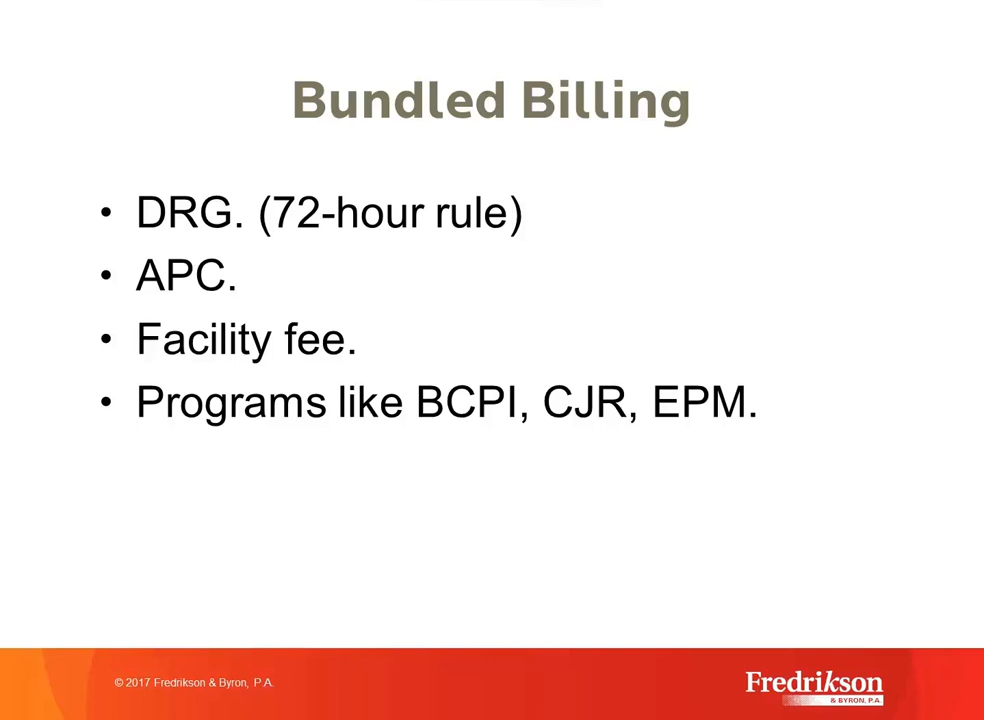 Bundled Billing
• DRG. (72-hour rule)
• APC.
• Facility fee.
• Programs like BCPI, CJR, EPM.
© 2017 Fredrikson & Byron, P.A.
Fredrikson
& BYRON, P.A.